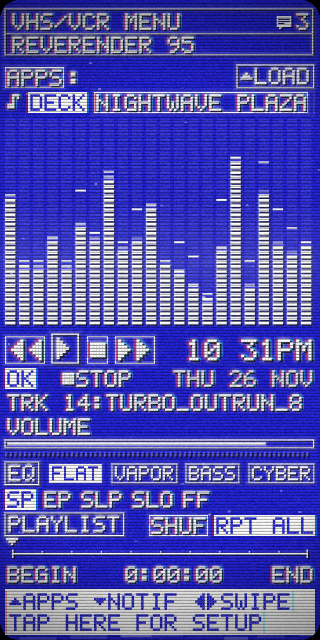 VHS/VCR MENU 3
REVERENDER 95
APPS: LOAD
DECK NIGHTWAVE PLAZA
10 31PM
OK STOP THU 26 NOV
TRK 14:TURBO_OUTRUN_8
VOLUME
EQ FLAT VAPOR BASS CYBER
SP EP SLP SLO FF
PLAYLIST SHUF RPT ALL
BEGIN 0:00:00 END
APPS NOTIF SWIPE
TAP HERE FOR SETUP